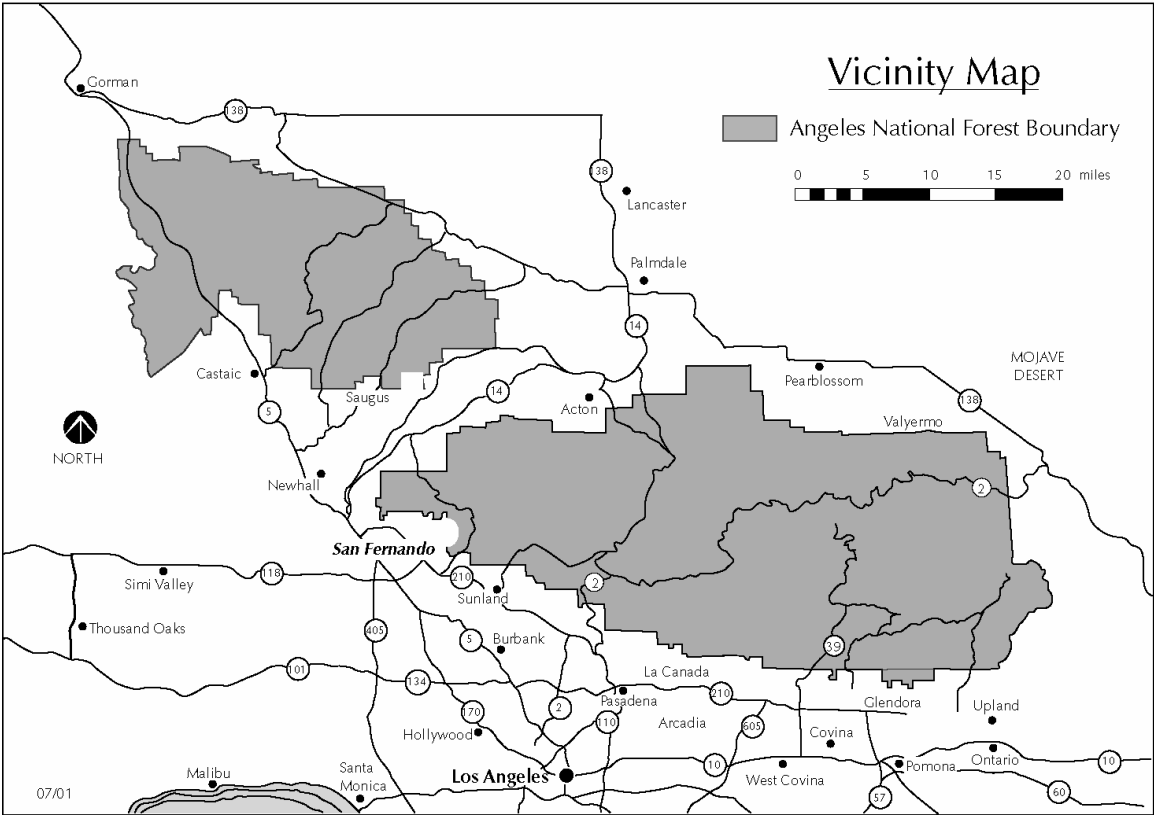 Vicinity Map
Gorman
138
Angeles National Forest Boundary
0 5 10 15 20 miles
138
Lancaster
Palmdale
14
MOJAVE
DESERT
Castaic
Pearblossom
5
Saugus
14
Acton
138
Valyermo
NORTH
Newhall
2
San Fernando
118
210
2
Simi Valley
Sunland
Thousand Oaks
405
5
Burbank
39
101
134
La Canada
210
Pasadena
Glendora
Upland
170
2
110
Arcadia
605
Hollywood
Covina
Malibu
Santa
Monica
Los Angeles
10
West Covina
Pomona
Ontario
10
07/01
57
60